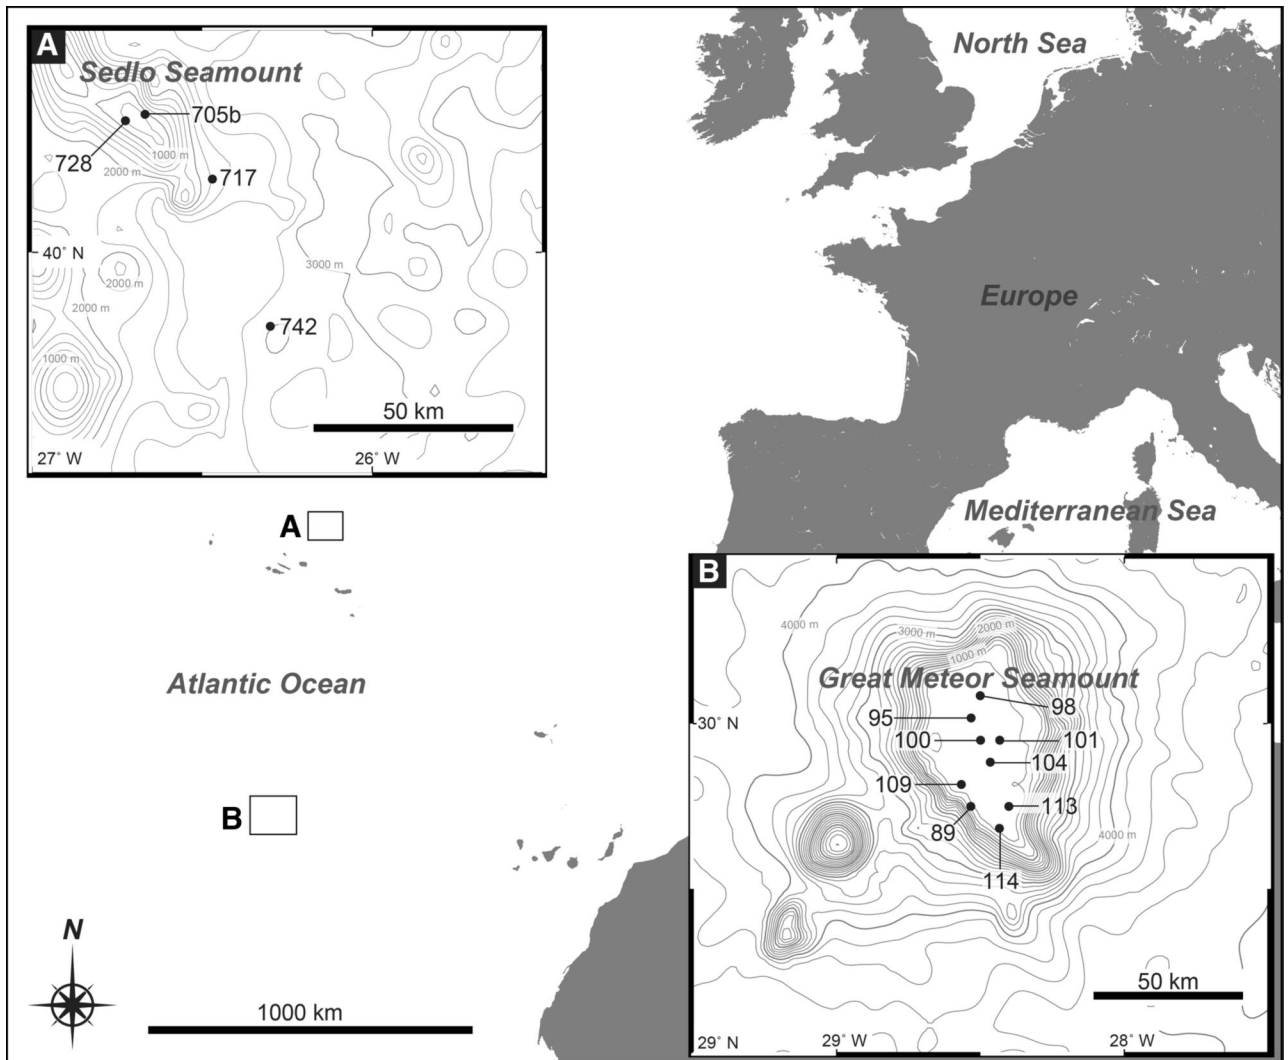 A
Sedlo Seamount
705b
728
1000 m
2000 m
717
40° N
3000 m
2000 m
2000 m
742
1000 m
50 km
27° W
26° W
North Sea
Europe
Mediterranean Sea
A
Atlantic Ocean
B
N
1000 km
B
4000 m
3000 m
2000 m
1000 m
Great Meteor Seamount
98
30° N
95
100
101
104
109
113
89
4000 m
114
50 km
29° N
29° W
28° W